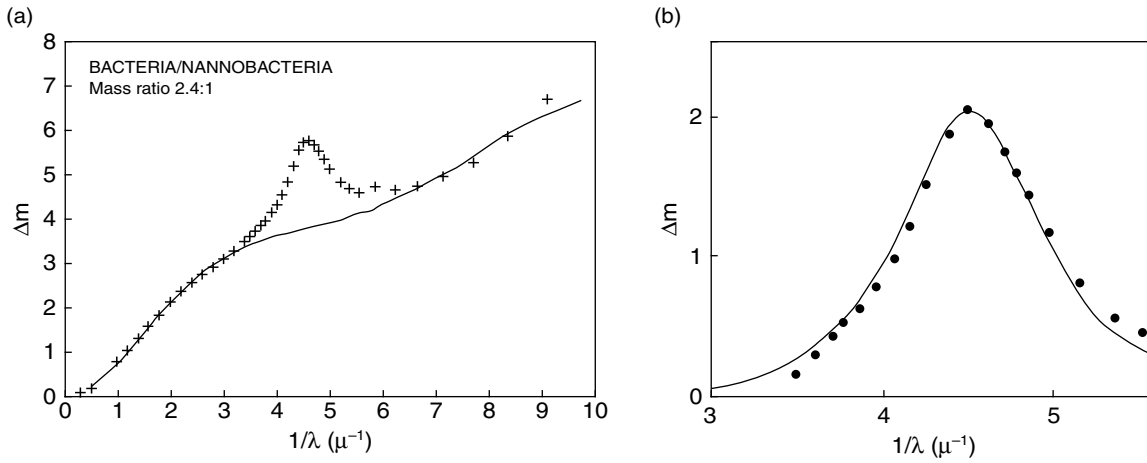 (a)
8
7
6
5
4
3
2
1
0
Δm
BACTERIA/NANNOBACTERIA
Mass ratio 2.4:1
0 1 2 3 4 5 6 7 8 9 10
1/λ (μ⁻¹)
(b)
2
1
0
Δm
3 4 5
1/λ (μ⁻¹)